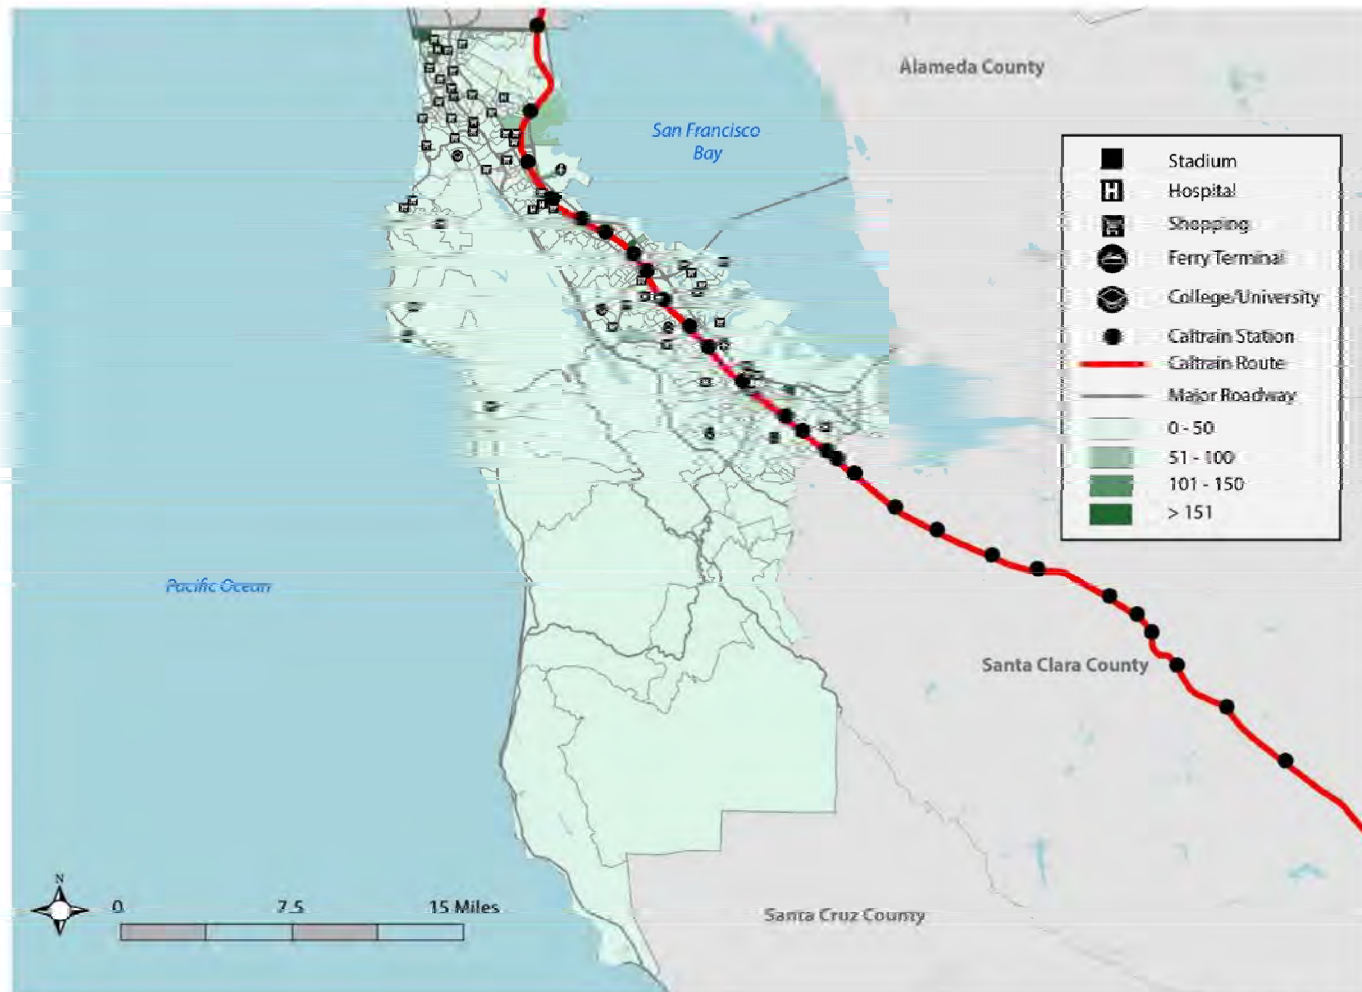 Alameda County
San Francisco
Bay
Stadium
Hospital
Shopping
Ferry Terminal
College/University
Caltrain Station
Caltrain Route
Major Roadway
0 - 50
51 - 100
101 - 150
> 151
Pacific Ocean
Santa Clara County
N
0 7.5 15 Miles
Santa Cruz County